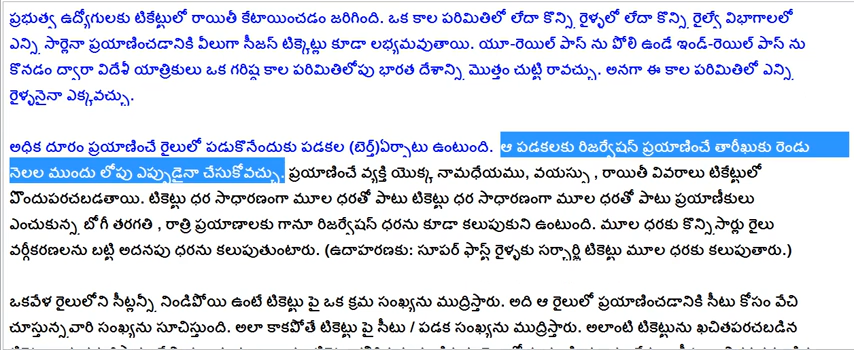 ప్రభుత్వ ఉద్యోగులకు టికేట్టులో రాయితీ కేటాయించడం జరిగింది. ఒక కాల పరిమితిలో లేదా కొన్ని రైళ్ళలో లేదా కొన్ని రైల్వే విభాగాలలో
ఎన్ని సార్లైనా ప్రయాణించడానికి వీలుగా సీజన్ టిక్కెట్లు కూడా లభ్యమవుతాయి. యూ-రెయిల్ పాస్ ను పోలి ఉండే ఇండ్-రెయిల్ పాస్ ను
కొనడం ద్వారా విదేశీ యాత్రికులు ఒక గరిష్ఠ కాల పరిమితిలోపు భారత దేశాన్ని మొత్తం చుట్టి రావచ్చు. అనగా ఈ కాల పరిమితిలో ఎన్ని
రైళ్ళనైనా ఎక్కవచ్చు.
అధిక దూరం ప్రయాణించే రైలులో పడుకొనేందుకు పడకల (బెర్త్)ఏర్పాటు ఉంటుంది. ఆ పడకలకు రిజర్వేషన్ ప్రయాణించే తారీఖుకు రెండు
నెలల ముందు లోపు ఎప్పుడైనా చేసుకోవచ్చు. ప్రయాణించే వ్యక్తి యొక్క నామధేయము, వయస్సు , రాయితీ వివరాలు టికేట్టులో
పొందుపరచబడతాయి. టికెట్టు ధర సాధారణంగా మూల ధరతో పాటు టికెట్టు ధర సాధారణంగా మూల ధరతో పాటు ప్రయాణీకులు
ఎంచుకున్న బోగీ తరగతి , రాత్రి ప్రయాణాలకు గానూ రిజర్వేషన్ ధరను కూడా కలుపుకుని ఉంటుంది. మూల ధరకు కొన్నిసార్లు రైలు
వర్గీకరణలను బట్టి అదనపు ధరను కలుపుతుంటారు. (ఉదాహరణకు: సూపర్ ఫాస్ట్ రైళ్ళకు సర్చార్జి టికెట్టు మూల ధరకు కలుపుతారు.)
ఒకవేళ రైలులోని సీట్లన్నీ నిండిపోయి ఉంటే టికెట్టు పై ఒక క్రమ సంఖ్యను ముద్రిస్తారు. అది ఆ రైలులో ప్రయాణించడానికి సీటు కోసం వేచి
చూస్తున్నవారి సంఖ్యను సూచిస్తుంది. అలా కాకపోతే టికెట్టు పై సీటు / పడక సంఖ్యను ముద్రిస్తారు. అలాంటి టికెట్టును ఖచితపరచబడిన